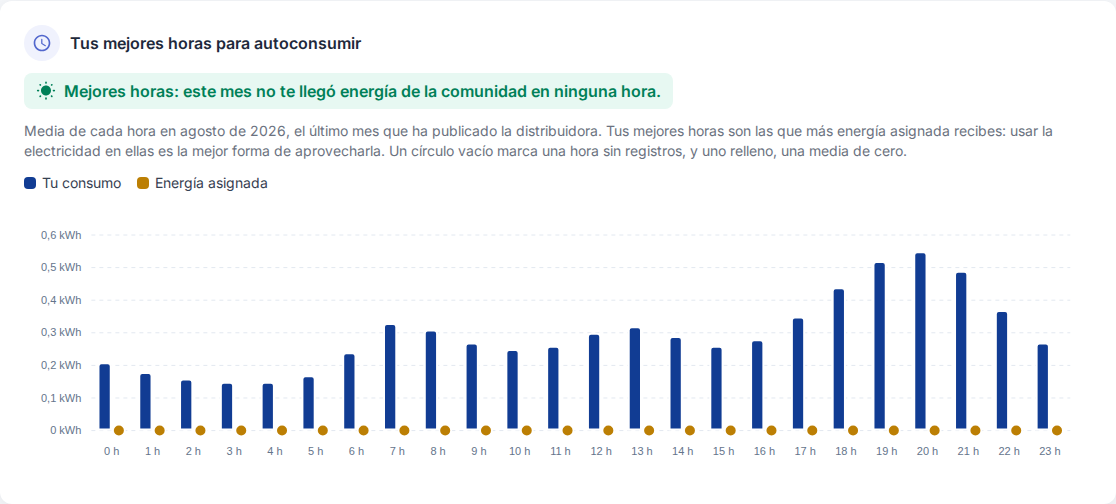 Tus mejores horas para autoconsumir
Mejores horas: este mes no te llegó energía de la comunidad en ninguna hora.
Media de cada hora en agosto de 2026, el último mes que ha publicado la distribuidora. Tus mejores horas son las que más energía asignada recibes: usar la
electricidad en ellas es la mejor forma de aprovecharla. Un círculo vacío marca una hora sin registros, y uno relleno, una media de cero.
Tu consumo Energía asignada
0,6 kWh
0,5 kWh
0,4 kWh
0,3 kWh
0,2 kWh
0,1 kWh
0 kWh
0 h 1 h 2 h 3 h 4 h 5 h 6 h 7 h 8 h 9 h 10 h 11 h 12 h 13 h 14 h 15 h 16 h 17 h 18 h 19 h 20 h 21 h 22 h 23 h